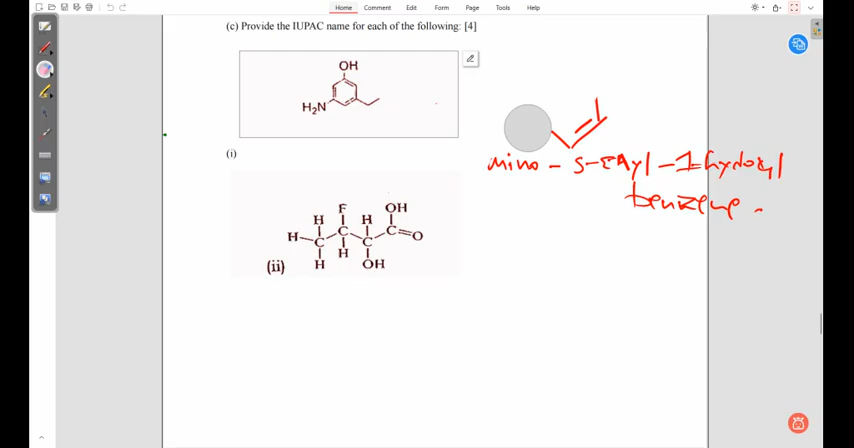 Home Comment Edit Form Page Tools Help
(c) Provide the IUPAC name for each of the following: [4]
OH
H₂N
(i)
mino - 5-ethyl - 1 hydroxyl
benzene
F OH
H H
H C C C C O
H H OH
(ii)